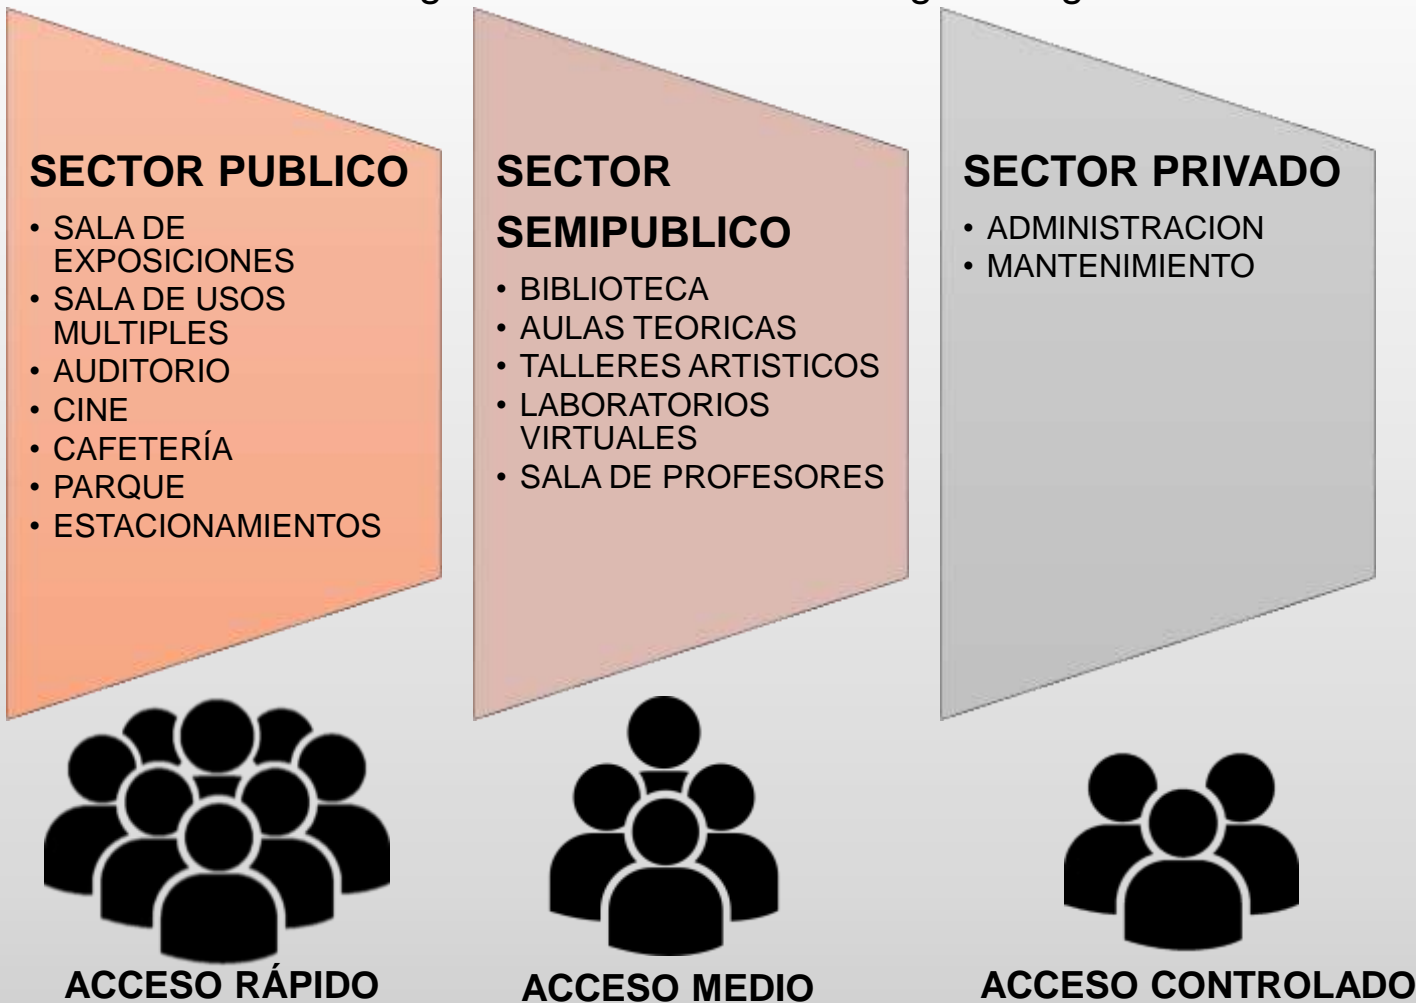 SECTOR PUBLICO
• SALA DE
EXPOSICIONES
• SALA DE USOS
MULTIPLES
• AUDITORIO
• CINE
• CAFETERÍA
• PARQUE
• ESTACIONAMIENTOS
ACCESO RÁPIDO
SECTOR
SEMIPUBLICO
• BIBLIOTECA
• AULAS TEORICAS
• TALLERES ARTISTICOS
• LABORATORIOS
VIRTUALES
• SALA DE PROFESORES
ACCESO MEDIO
SECTOR PRIVADO
• ADMINISTRACION
• MANTENIMIENTO
ACCESO CONTROLADO